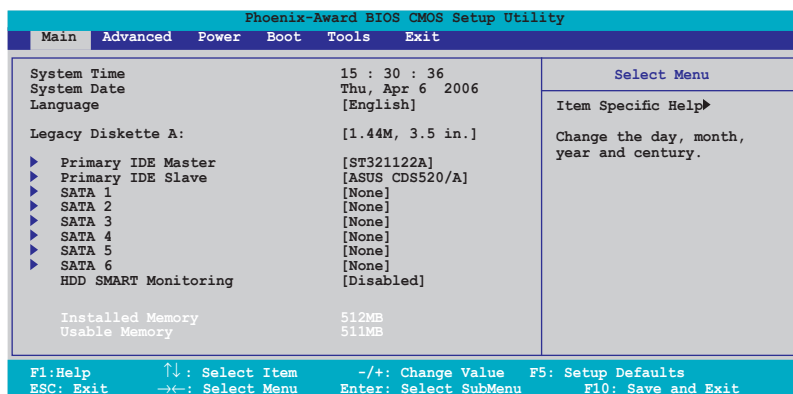 Phoenix-Award BIOS CMOS Setup Utility
Main Advanced Power Boot Tools Exit
System Time 15 : 30 : 36
System Date Thu, Apr 6 2006
Language [English]
Legacy Diskette A: [1.44M, 3.5 in.]
Primary IDE Master [ST321122A]
Primary IDE Slave [ASUS CDS520/A]
SATA 1 [None]
SATA 2 [None]
SATA 3 [None]
SATA 4 [None]
SATA 5 [None]
SATA 6 [None]
HDD SMART Monitoring [Disabled]
Installed Memory 512MB
Usable Memory 511MB
Select Menu
Item Specific Help
Change the day, month,
year and century.
F1:Help ↑↓: Select Item -/+: Change Value F5: Setup Defaults
ESC: Exit →←: Select Menu Enter: Select SubMenu F10: Save and Exit